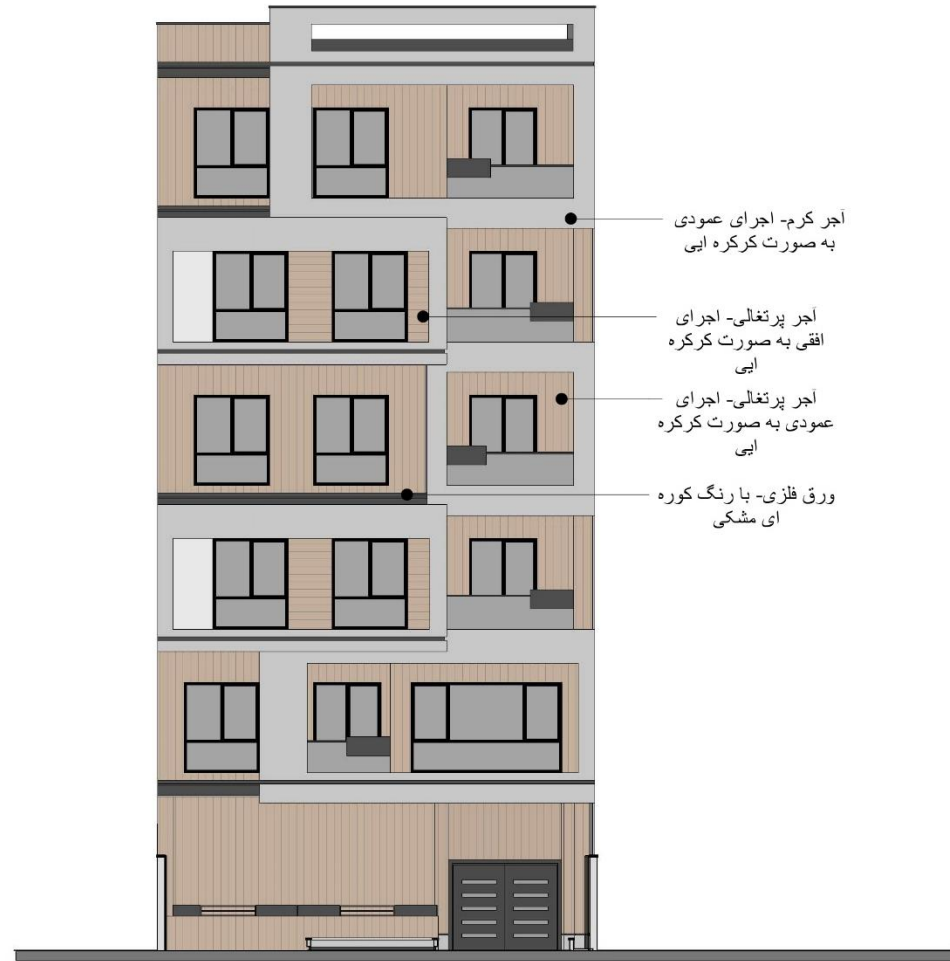 آجر کرم- اجرای عمودی
به صورت کرکره ایی
آجر پرتغالی- اجرای
افقی به صورت کرکره
ایی
آجر پرتغالی- اجرای
عمودی به صورت کرکره
ایی
ورق فلزی- با رنگ کوره
ای مشکی